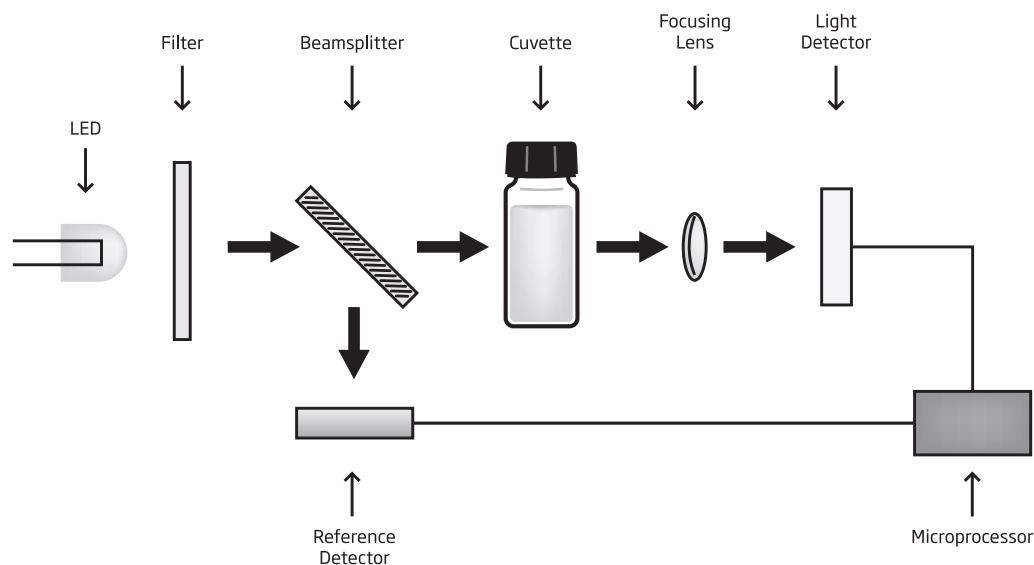 Filter
Beamsplitter
Cuvette
Focusing
Lens
Light
Detector
LED
Reference
Detector
Microprocessor